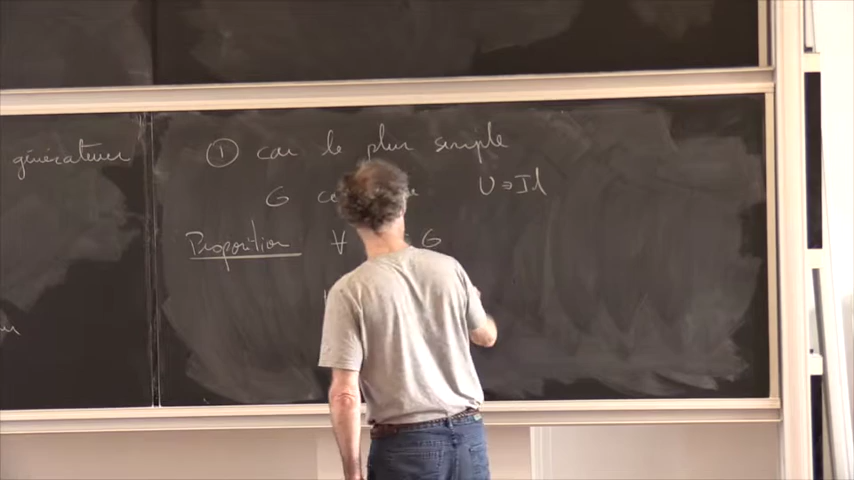 générateur
① cas le plus simple
G U=Id
Proposition ∀ G